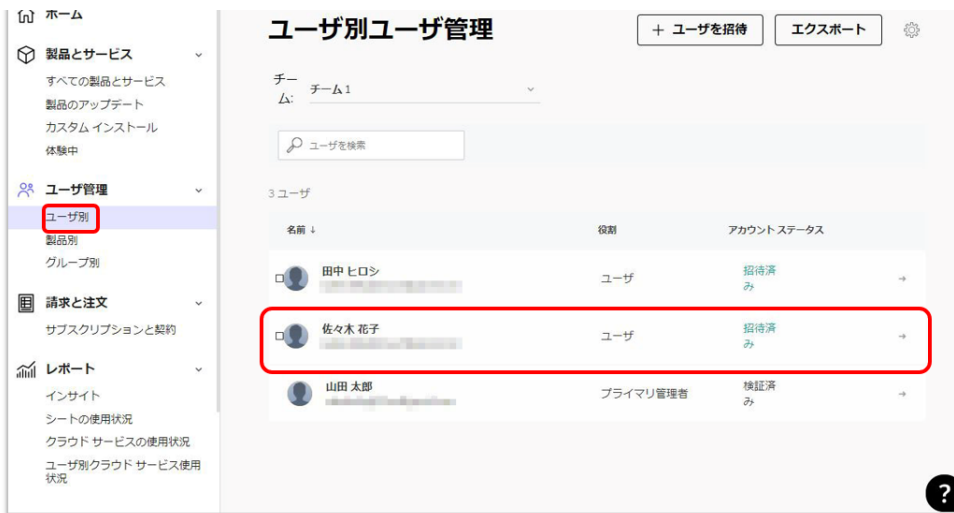 ホーム
製品とサービス
すべての製品とサービス
製品のアップデート
カスタム インストール
体験中
ユーザ管理
ユーザ別
製品別
グループ別
請求と注文
サブスクリプションと契約
レポート
インサイト
シートの使用状況
クラウド サービスの使用状況
ユーザ別クラウド サービス使用
状況
ユーザ別ユーザ管理
+ ユーザを招待
エクスポート
チー
ム:
チーム1
ユーザを検索
3 ユーザ
名前 ↓
役割
アカウント ステータス
田中 ヒロシ
ユーザ
招待済
み
→
佐々木 花子
ユーザ
招待済
み
→
山田 太郎
プライマリ管理者
検証済
み
→
?